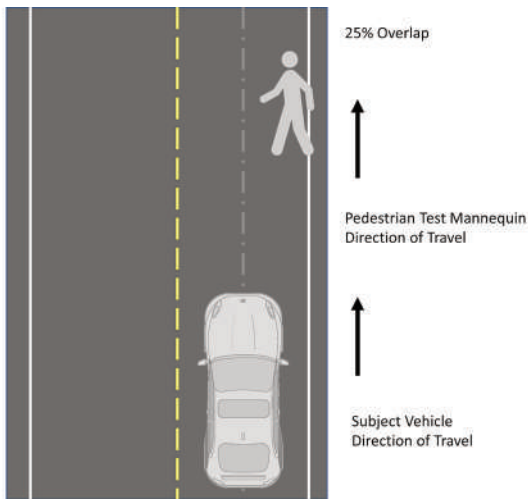 25% Overlap
Pedestrian Test Mannequin
Direction of Travel
Subject Vehicle
Direction of Travel